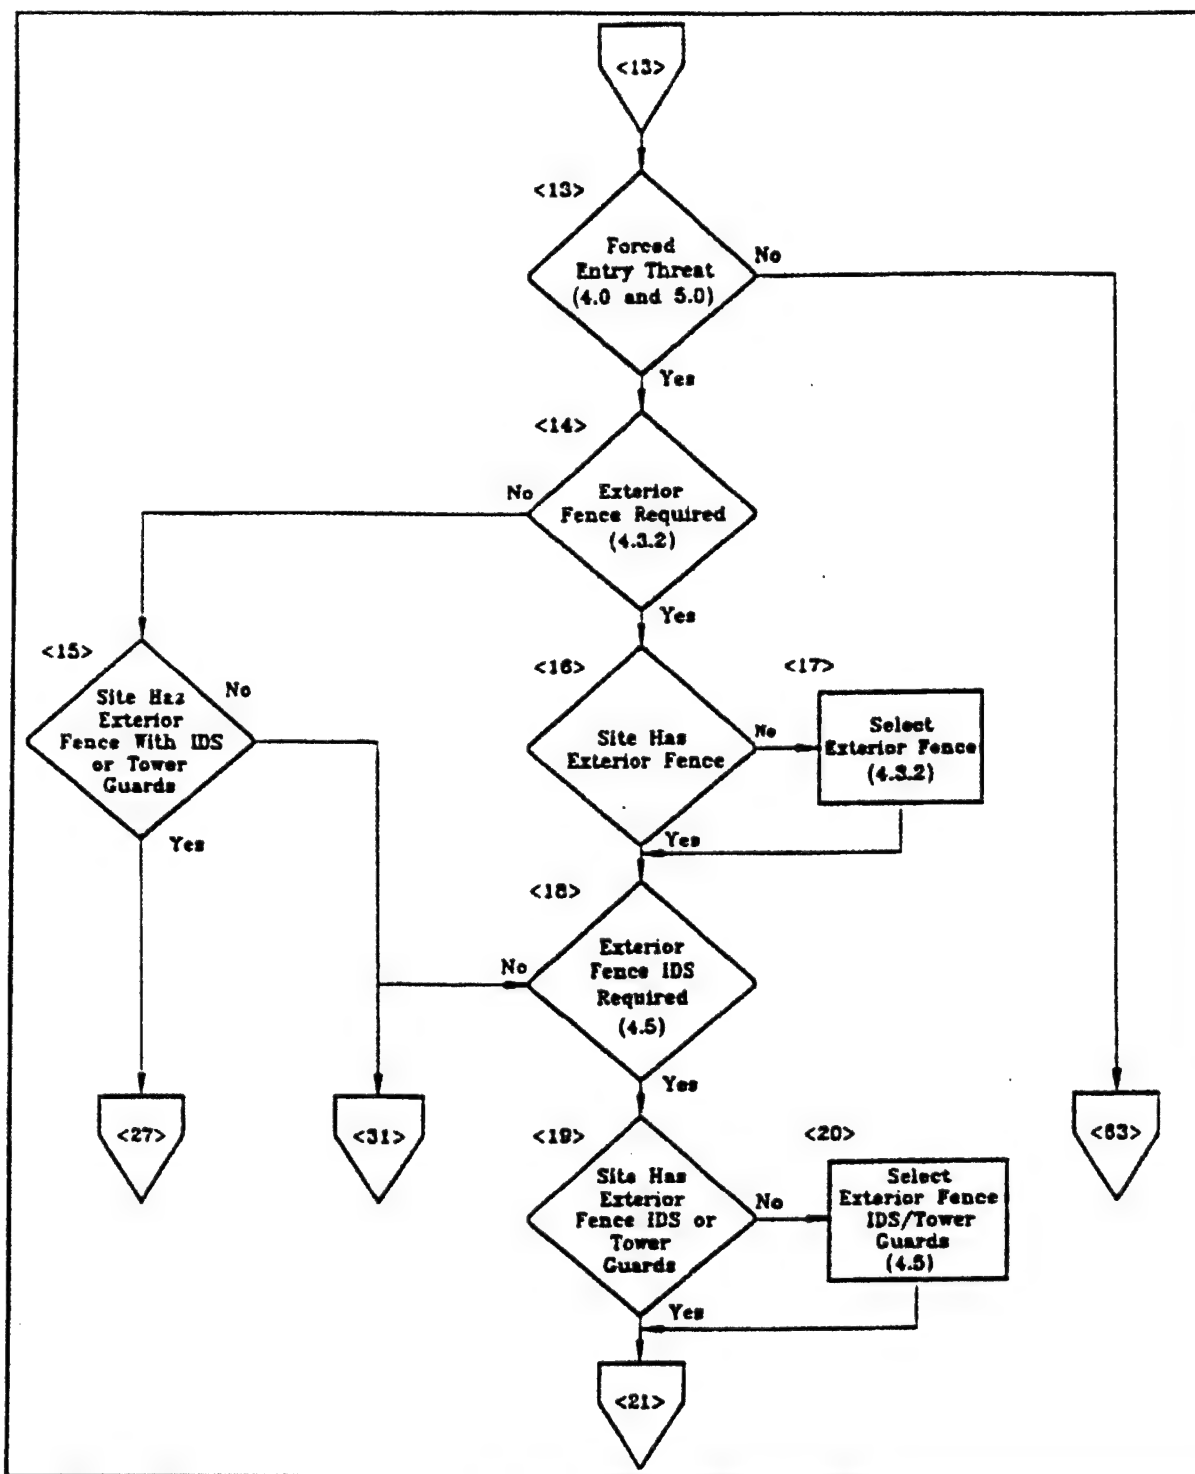 <13>
<13>
Forced
Entry Threat
(4.0 and 5.0)
No
Yes
<14>
No
Exterior
Fence Required
(4.3.2)
Yes
<15>
Site Has
Exterior
Fence With IDS
or Tower
Guards
No
Yes
<16>
Site Has
Exterior Fence
No
Yes
<17>
Select
Exterior Fence
(4.3.2)
<18>
No
Exterior
Fence IDS
Required
(4.5)
Yes
<27>
<31>
<63>
<19>
Site Has
Exterior
Fence IDS or
Tower
Guards
No
Yes
<20>
Select
Exterior Fence
IDS/Tower
Guards
(4.5)
<21>